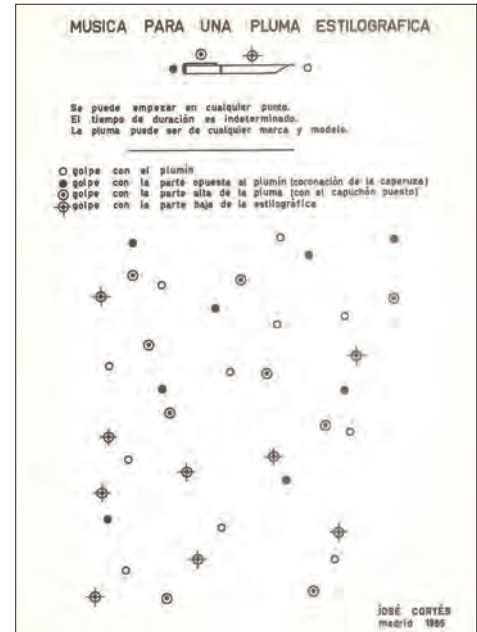 MUSICA PARA UNA PLUMA ESTILOGRAFICA
Se puede empezar en cualquier punto.
El tiempo de duración es indeterminado.
La pluma puede ser de cualquier marca y modelo.
golpe con el plumín
golpe con la parte opuesta al plumín (coronación de la caperuza)
golpe con la parte alta de la pluma (con el capuchón puesto)
golpe con la parte baja de la estilográfica
JOSÉ CORTÉS
madrid 1985